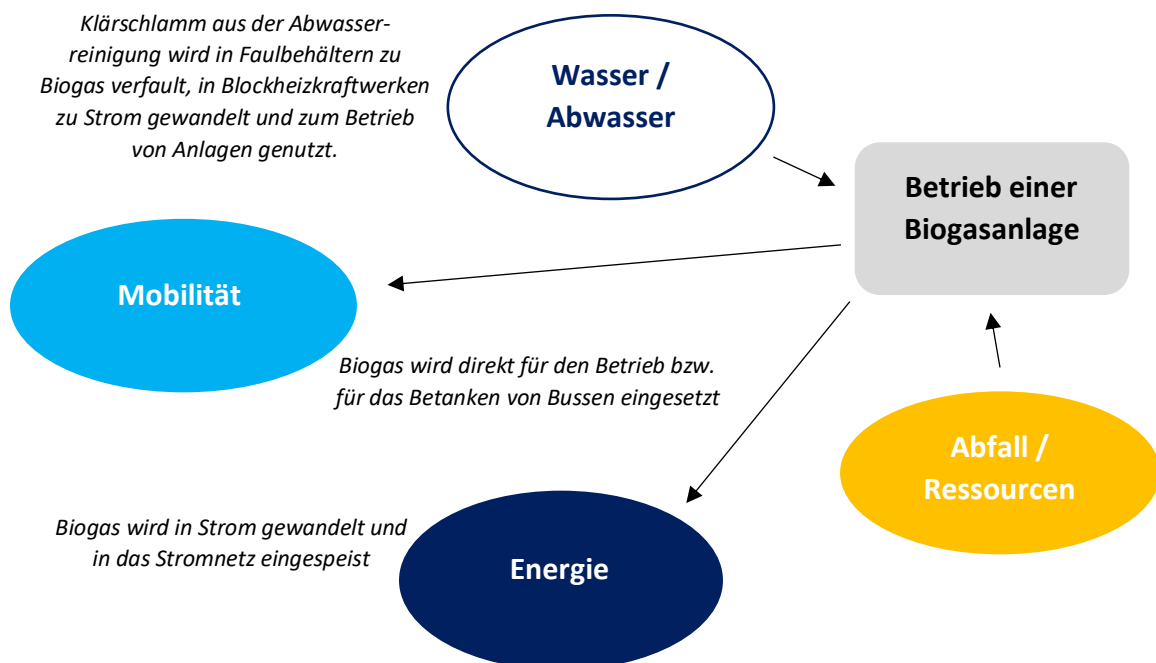 Klärschlamm aus der Abwasser-
reinigung wird in Faulbehältern zu
Biogas verfault, in Blockheizkraftwerken
zu Strom gewandelt und zum Betrieb
von Anlagen genutzt.
Wasser /
Abwasser
Betrieb einer
Biogasanlage
Mobilität
Biogas wird direkt für den Betrieb bzw.
für das Betanken von Bussen eingesetzt
Abfall /
Ressourcen
Biogas wird in Strom gewandelt und
in das Stromnetz eingespeist
Energie